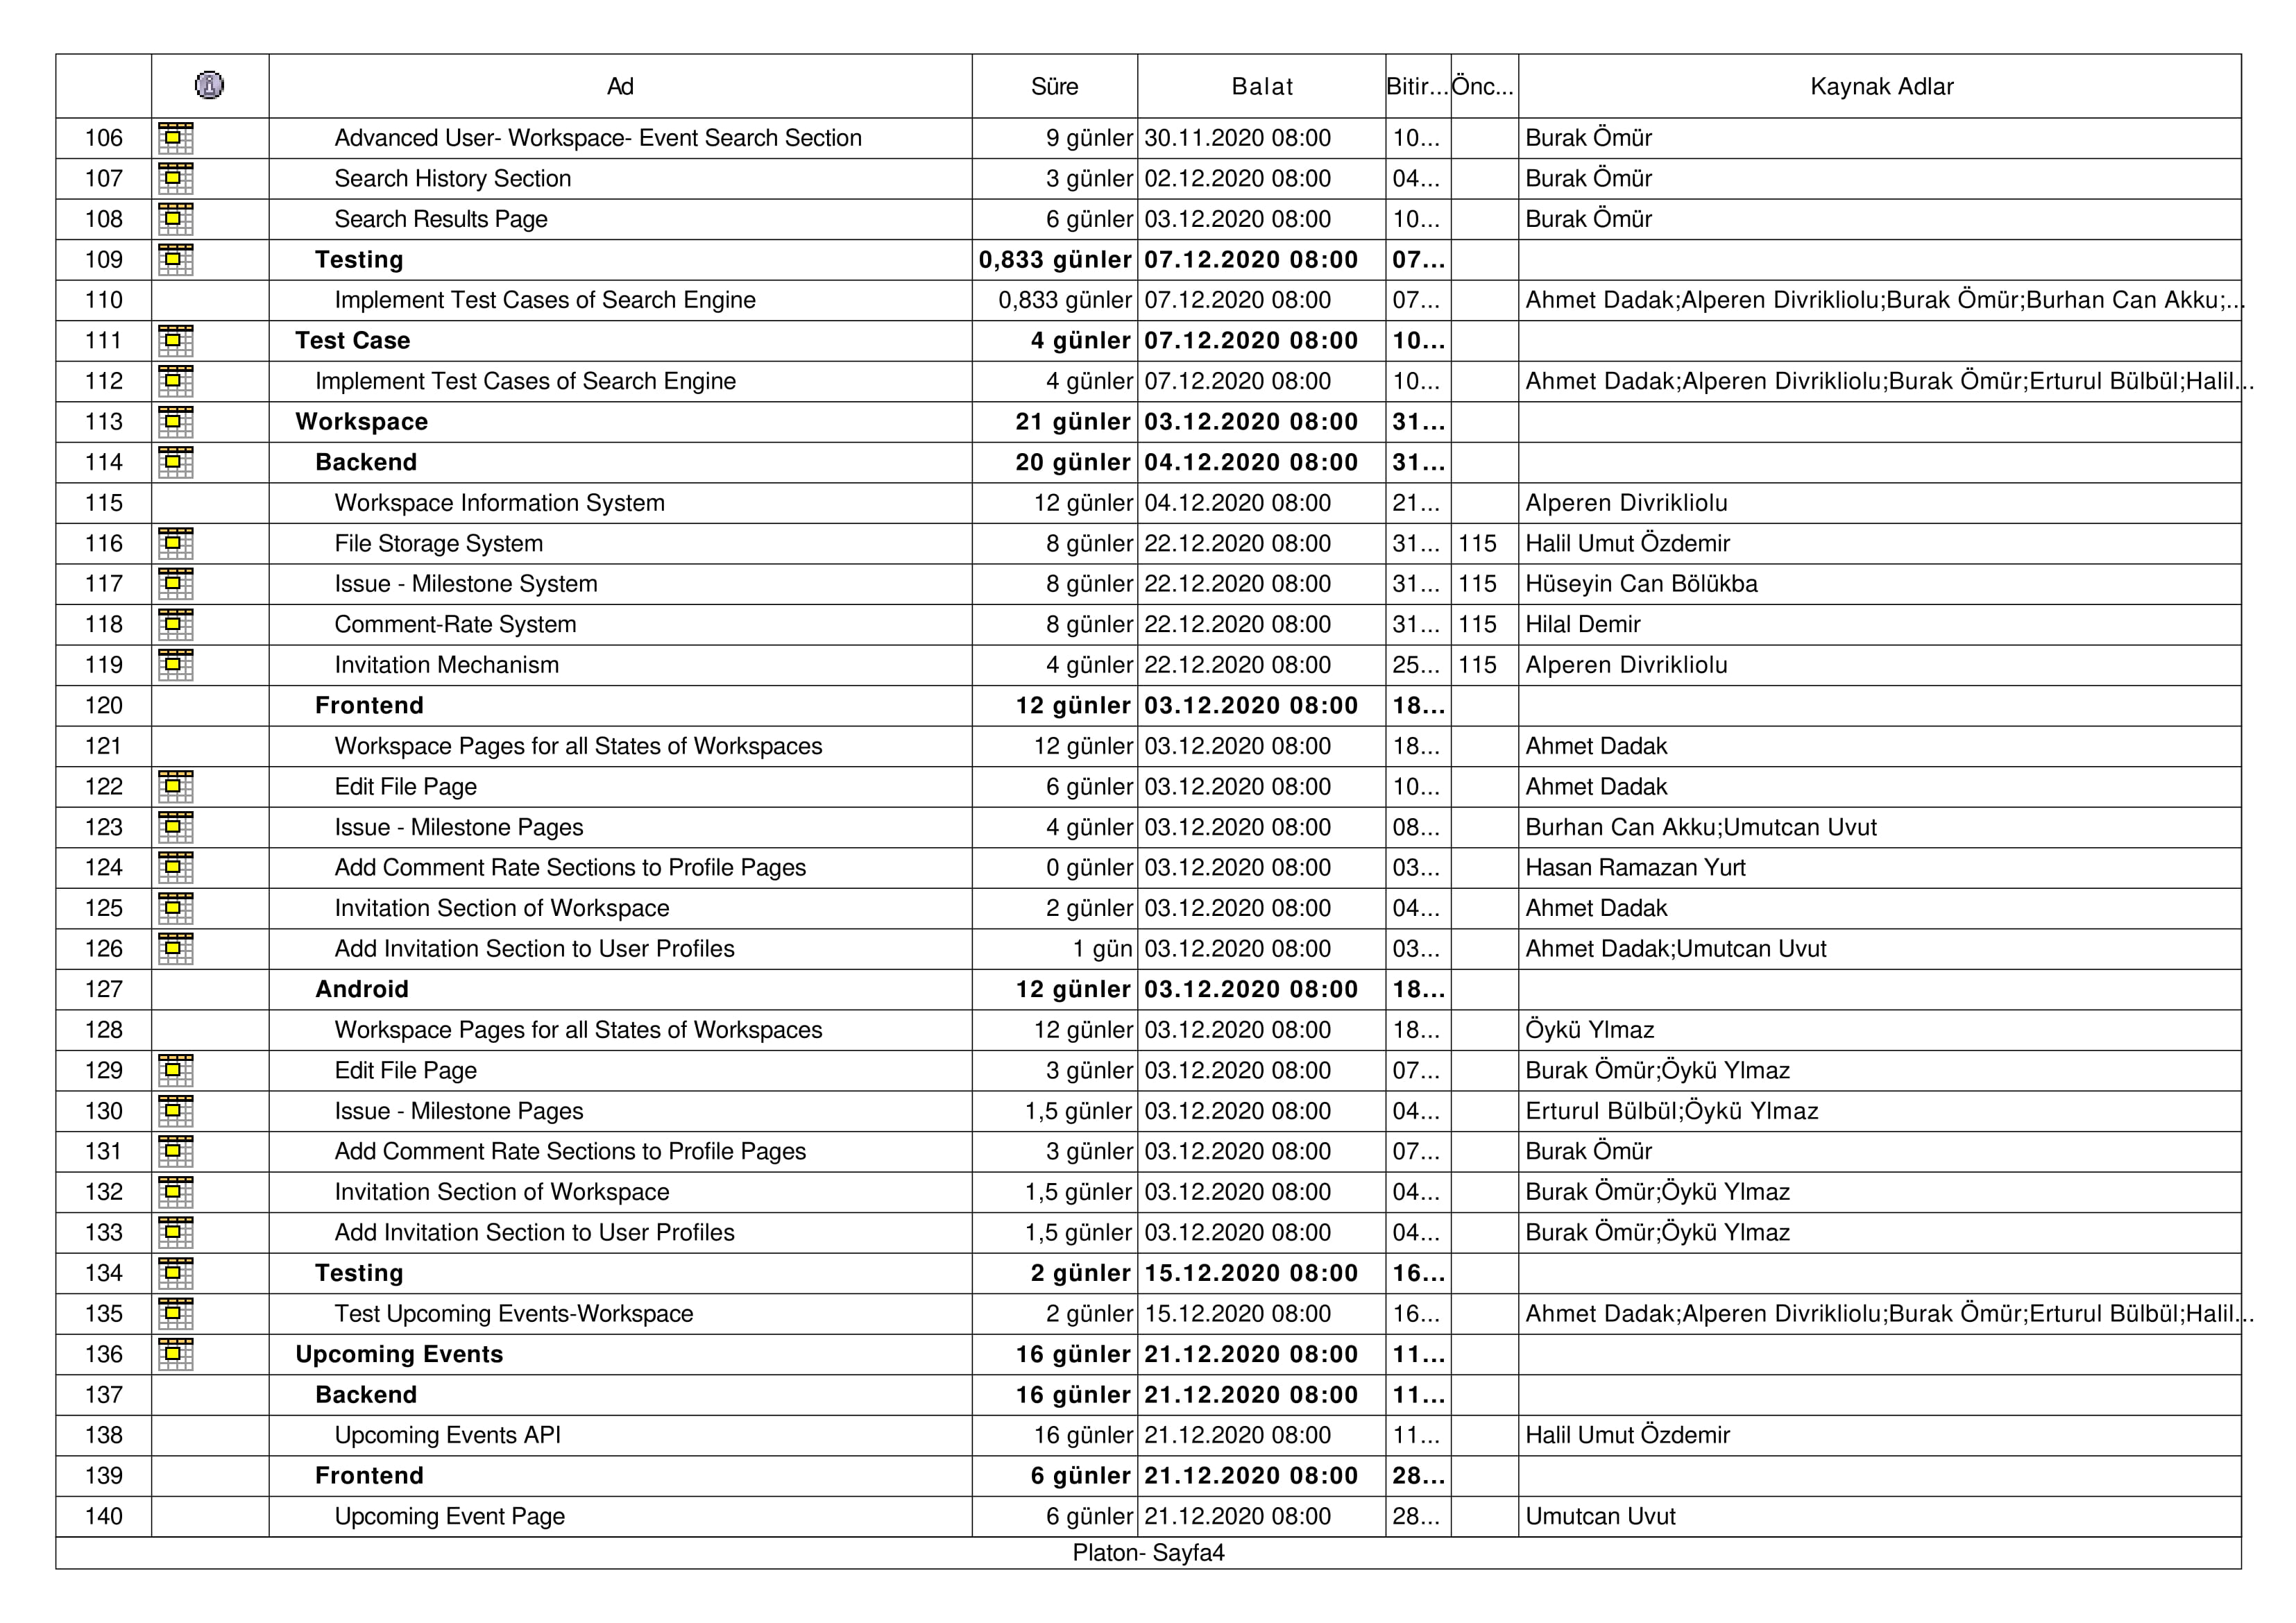 Ad Süre Balat Bitir... Önc... Kaynak Adlar
106 Advanced User- Workspace- Event Search Section 9 günler 30.11.2020 08:00 10... Burak Ömür
107 Search History Section 3 günler 02.12.2020 08:00 04... Burak Ömür
108 Search Results Page 6 günler 03.12.2020 08:00 10... Burak Ömür
109 Testing 0,833 günler 07.12.2020 08:00 07...
110 Implement Test Cases of Search Engine 0,833 günler 07.12.2020 08:00 07... Ahmet Dadak;Alperen Divrikliolu;Burak Ömür;Burhan Can Akku;...
111 Test Case 4 günler 07.12.2020 08:00 10...
112 Implement Test Cases of Search Engine 4 günler 07.12.2020 08:00 10... Ahmet Dadak;Alperen Divrikliolu;Burak Ömür;Erturul Bülbül;Halil...
113 Workspace 21 günler 03.12.2020 08:00 31...
114 Backend 20 günler 04.12.2020 08:00 31...
115 Workspace Information System 12 günler 04.12.2020 08:00 21... Alperen Divrikliolu
116 File Storage System 8 günler 22.12.2020 08:00 31... 115 Halil Umut Özdemir
117 Issue - Milestone System 8 günler 22.12.2020 08:00 31... 115 Hüseyin Can Bölükba
118 Comment-Rate System 8 günler 22.12.2020 08:00 31... 115 Hilal Demir
119 Invitation Mechanism 4 günler 22.12.2020 08:00 25... 115 Alperen Divrikliolu
120 Frontend 12 günler 03.12.2020 08:00 18...
121 Workspace Pages for all States of Workspaces 12 günler 03.12.2020 08:00 18... Ahmet Dadak
122 Edit File Page 6 günler 03.12.2020 08:00 10... Ahmet Dadak
123 Issue - Milestone Pages 4 günler 03.12.2020 08:00 08... Burhan Can Akku;Umutcan Uvut
124 Add Comment Rate Sections to Profile Pages 0 günler 03.12.2020 08:00 03... Hasan Ramazan Yurt
125 Invitation Section of Workspace 2 günler 03.12.2020 08:00 04... Ahmet Dadak
126 Add Invitation Section to User Profiles 1 gün 03.12.2020 08:00 03... Ahmet Dadak;Umutcan Uvut
127 Android 12 günler 03.12.2020 08:00 18...
128 Workspace Pages for all States of Workspaces 12 günler 03.12.2020 08:00 18... Öykü Ylmaz
129 Edit File Page 3 günler 03.12.2020 08:00 07... Burak Ömür;Öykü Ylmaz
130 Issue - Milestone Pages 1,5 günler 03.12.2020 08:00 04... Erturul Bülbül;Öykü Ylmaz
131 Add Comment Rate Sections to Profile Pages 3 günler 03.12.2020 08:00 07... Burak Ömür
132 Invitation Section of Workspace 1,5 günler 03.12.2020 08:00 04... Burak Ömür;Öykü Ylmaz
133 Add Invitation Section to User Profiles 1,5 günler 03.12.2020 08:00 04... Burak Ömür;Öykü Ylmaz
134 Testing 2 günler 15.12.2020 08:00 16...
135 Test Upcoming Events-Workspace 2 günler 15.12.2020 08:00 16... Ahmet Dadak;Alperen Divrikliolu;Burak Ömür;Erturul Bülbül;Halil...
136 Upcoming Events 16 günler 21.12.2020 08:00 11...
137 Backend 16 günler 21.12.2020 08:00 11...
138 Upcoming Events API 16 günler 21.12.2020 08:00 11... Halil Umut Özdemir
139 Frontend 6 günler 21.12.2020 08:00 28...
140 Upcoming Event Page 6 günler 21.12.2020 08:00 28... Umutcan Uvut
Platon- Sayfa4